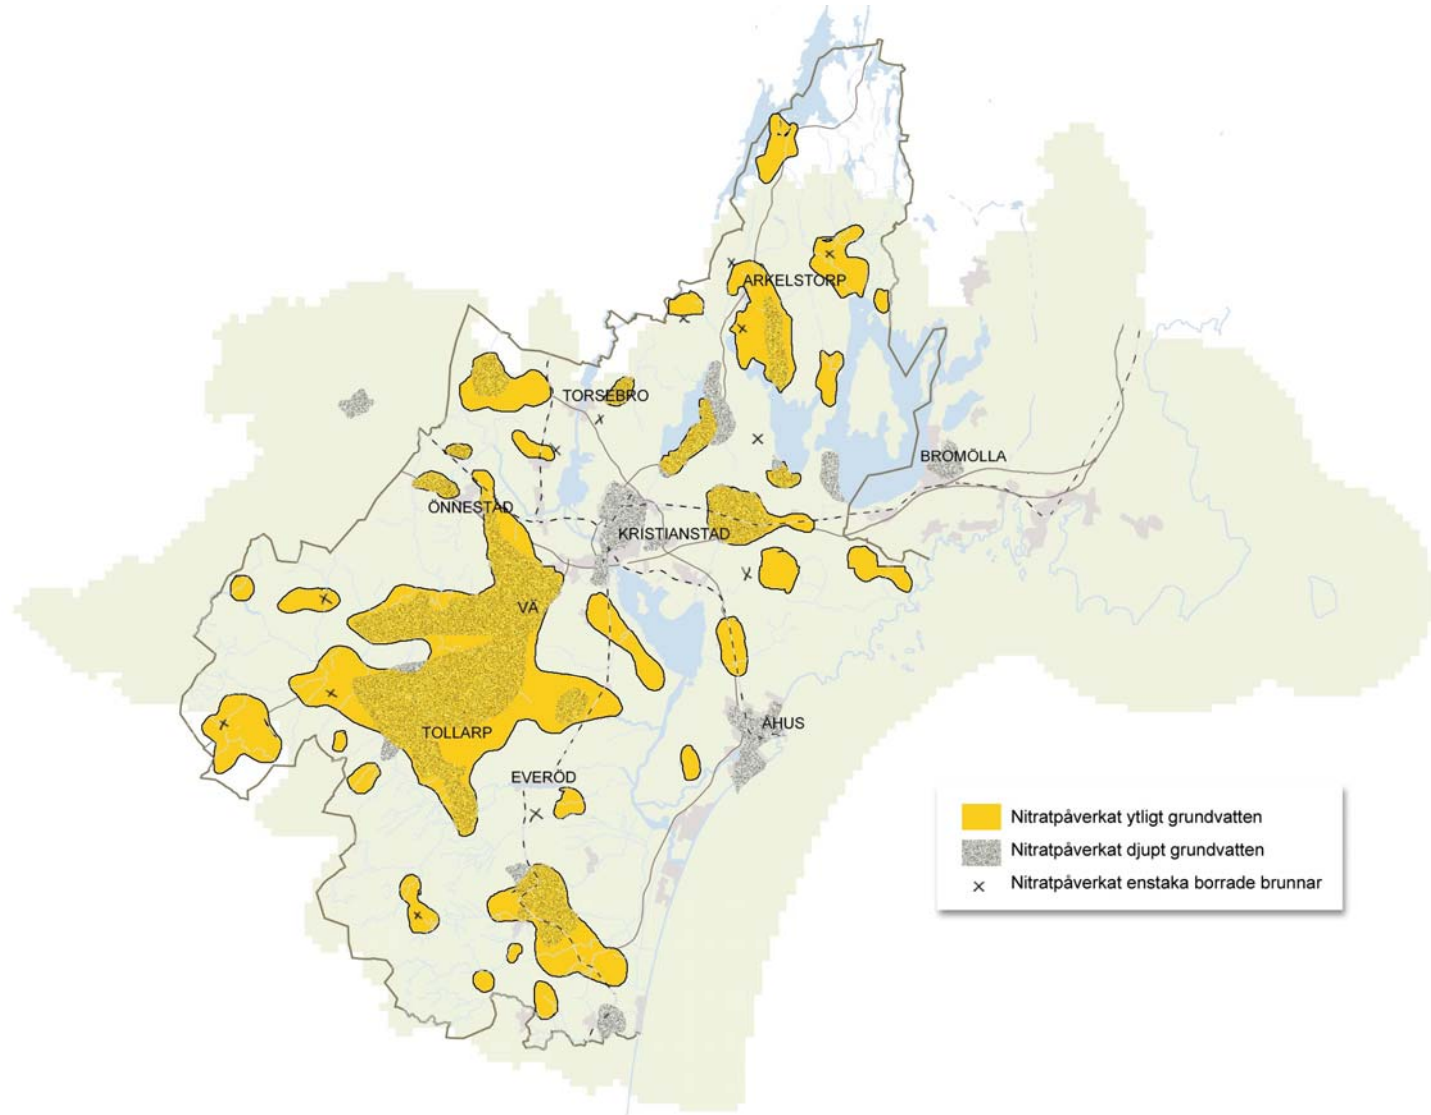 ARKELSTORP
TORSEBRO
BROMÖLLA
ÖNNESTAD
KRISTIANSTAD
VÄ
TOLLARP
ÅHUS
EVERÖD
Nitratpåverkat ytligt grundvatten
Nitratpåverkat djupt grundvatten
Nitratpåverkat enstaka borrade brunnar